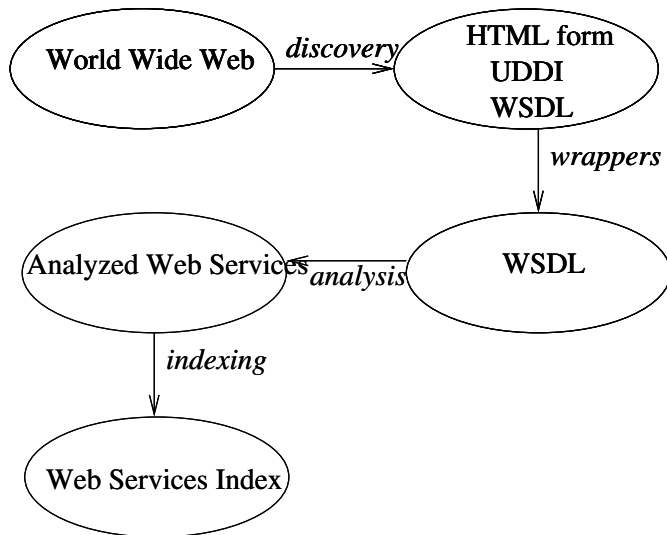 World Wide Web
discovery
HTML form
UDDI
WSDL
wrappers
WSDL
analysis
Analyzed Web Services
indexing
Web Services Index